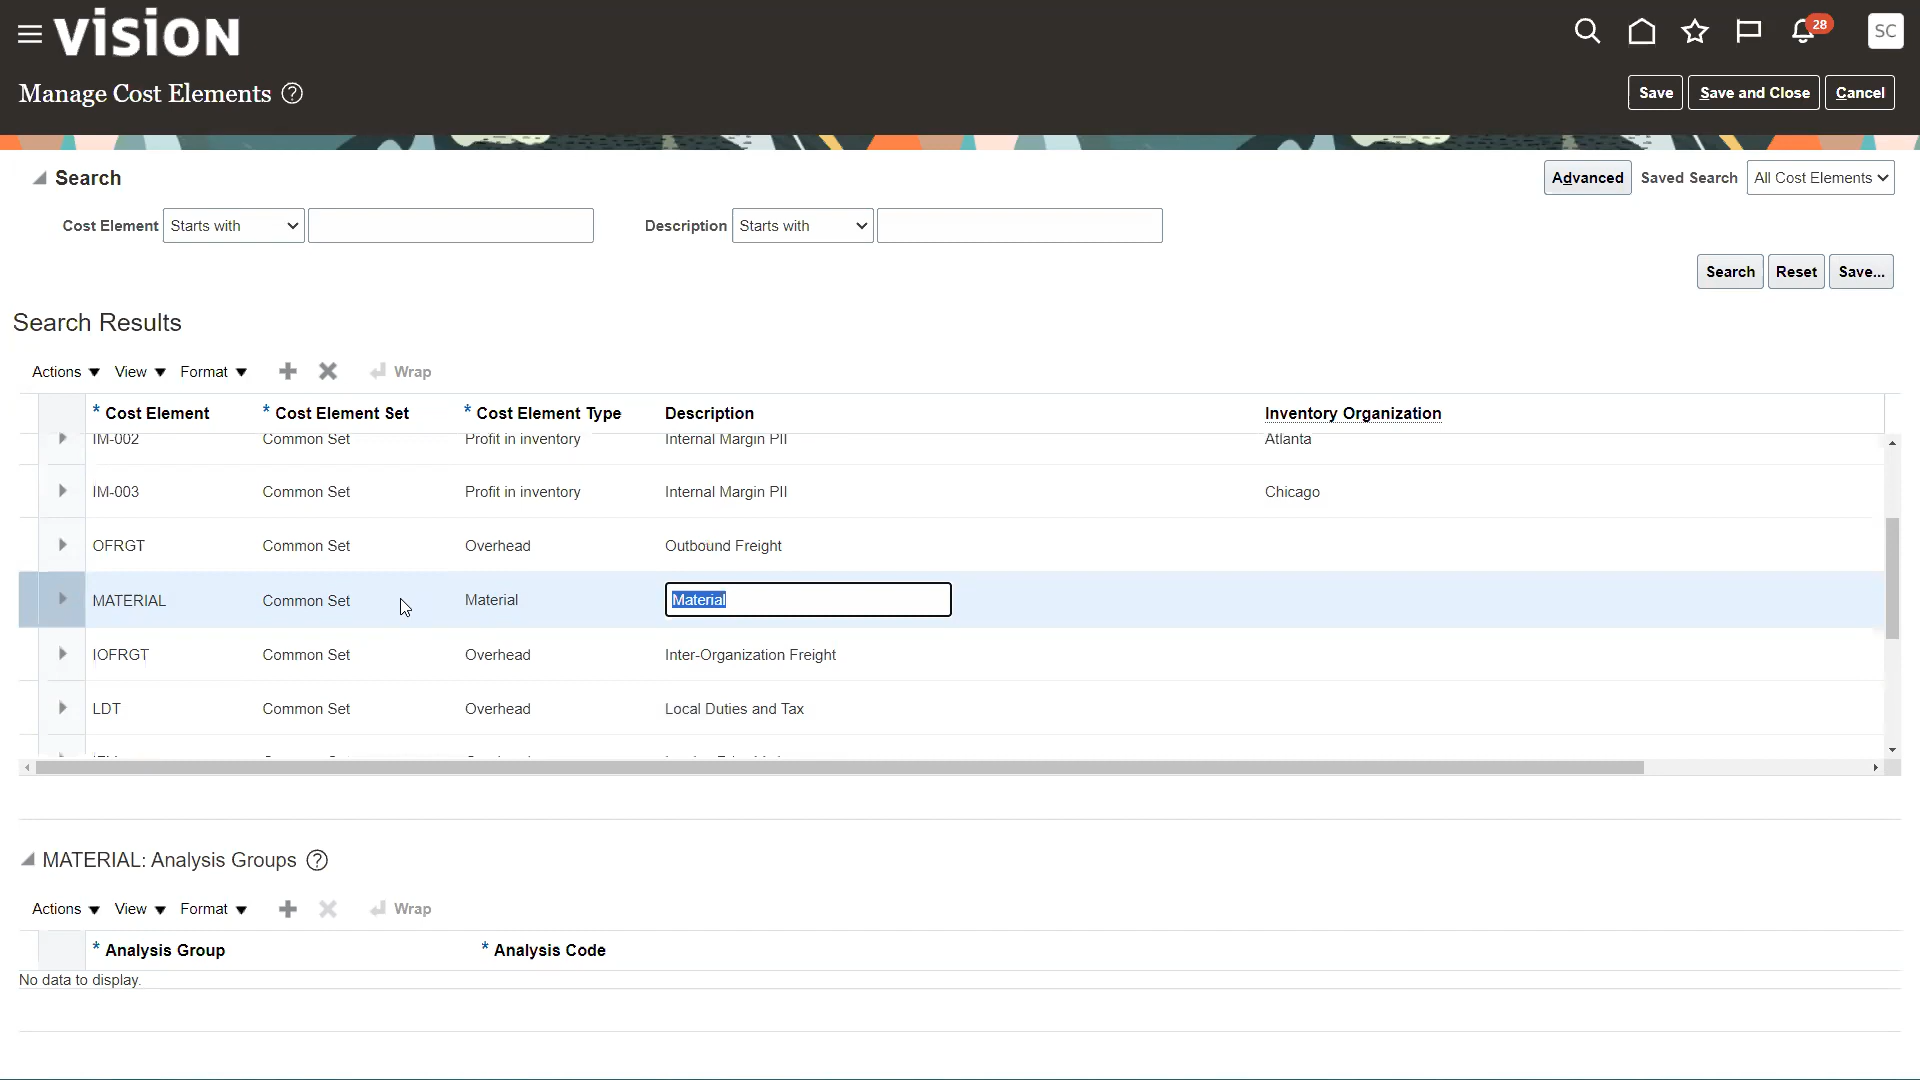 vision
28
SC
Manage Cost Elements ?
Save Save and Close Cancel
Search
Advanced Saved Search All Cost Elements
Cost Element Starts with Description Starts with
Search Reset Save...
Search Results
Actions View Format Wrap
* Cost Element * Cost Element Set * Cost Element Type Description Inventory Organization
IM-002 Common Set Profit in inventory Internal Margin PII Atlanta
IM-003 Common Set Profit in inventory Internal Margin PII Chicago
OFRGT Common Set Overhead Outbound Freight
MATERIAL Common Set Material Material
IOFRGT Common Set Overhead Inter-Organization Freight
LDT Common Set Overhead Local Duties and Tax
MATERIAL: Analysis Groups ?
Actions View Format Wrap
* Analysis Group * Analysis Code
No data to display.